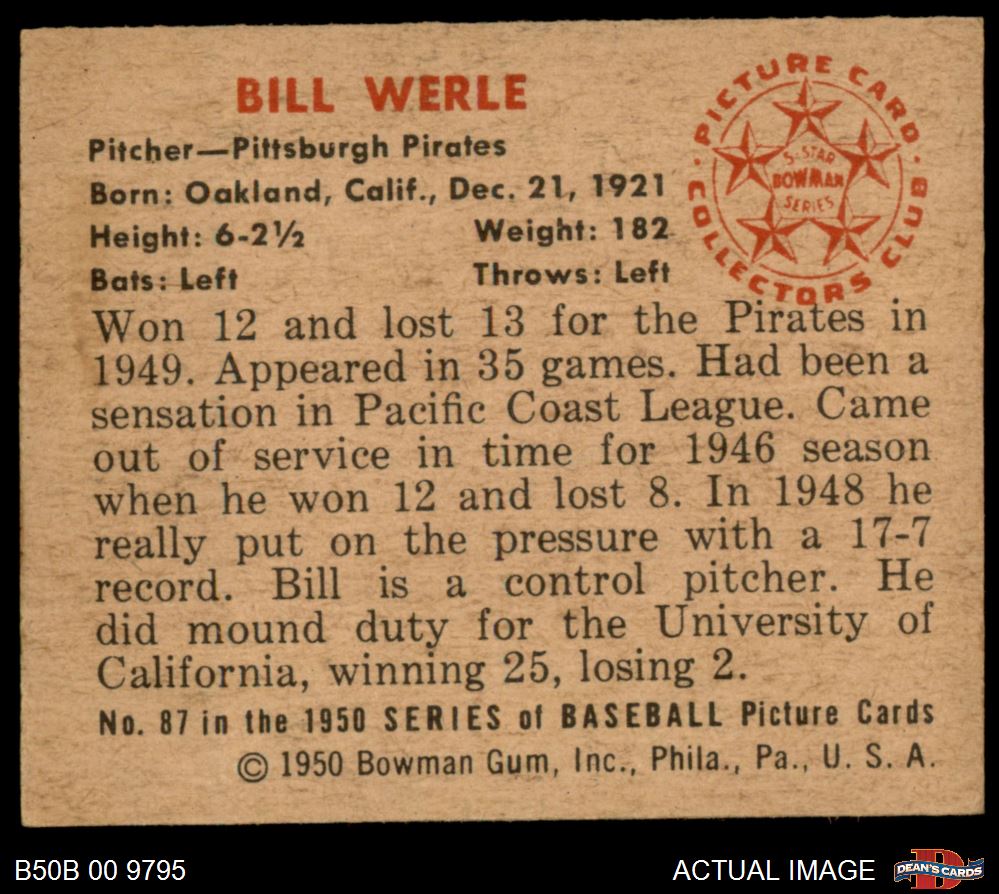 BILL WERLE
Pitcher—Pittsburgh Pirates
Born: Oakland, Calif., Dec. 21, 1921
Height: 6-2½ Weight: 182
Bats: Left Throws: Left
PICTURE CARD · COLLECTORS CLUB ·
5-STAR
BOWMAN
SERIES
Won 12 and lost 13 for the Pirates in
1949. Appeared in 35 games. Had been a
sensation in Pacific Coast League. Came
out of service in time for 1946 season
when he won 12 and lost 8. In 1948 he
really put on the pressure with a 17-7
record. Bill is a control pitcher. He
did mound duty for the University of
California, winning 25, losing 2.
No. 87 in the 1950 SERIES of BASEBALL Picture Cards
© 1950 Bowman Gum, Inc., Phila., Pa., U. S. A.
B50B 00 9795
ACTUAL IMAGE
D
DEAN'S CARDS